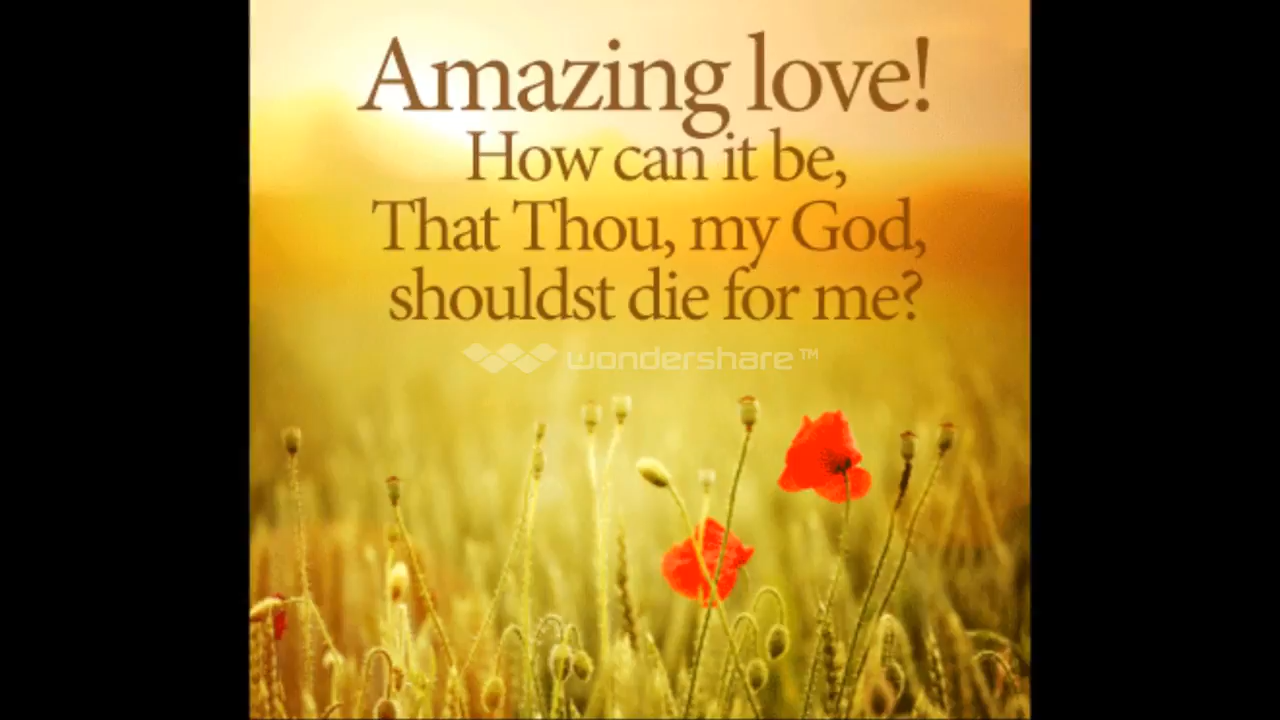 Amazing love!
How can it be,
That Thou, my God,
shouldst die for me?
wondershare™